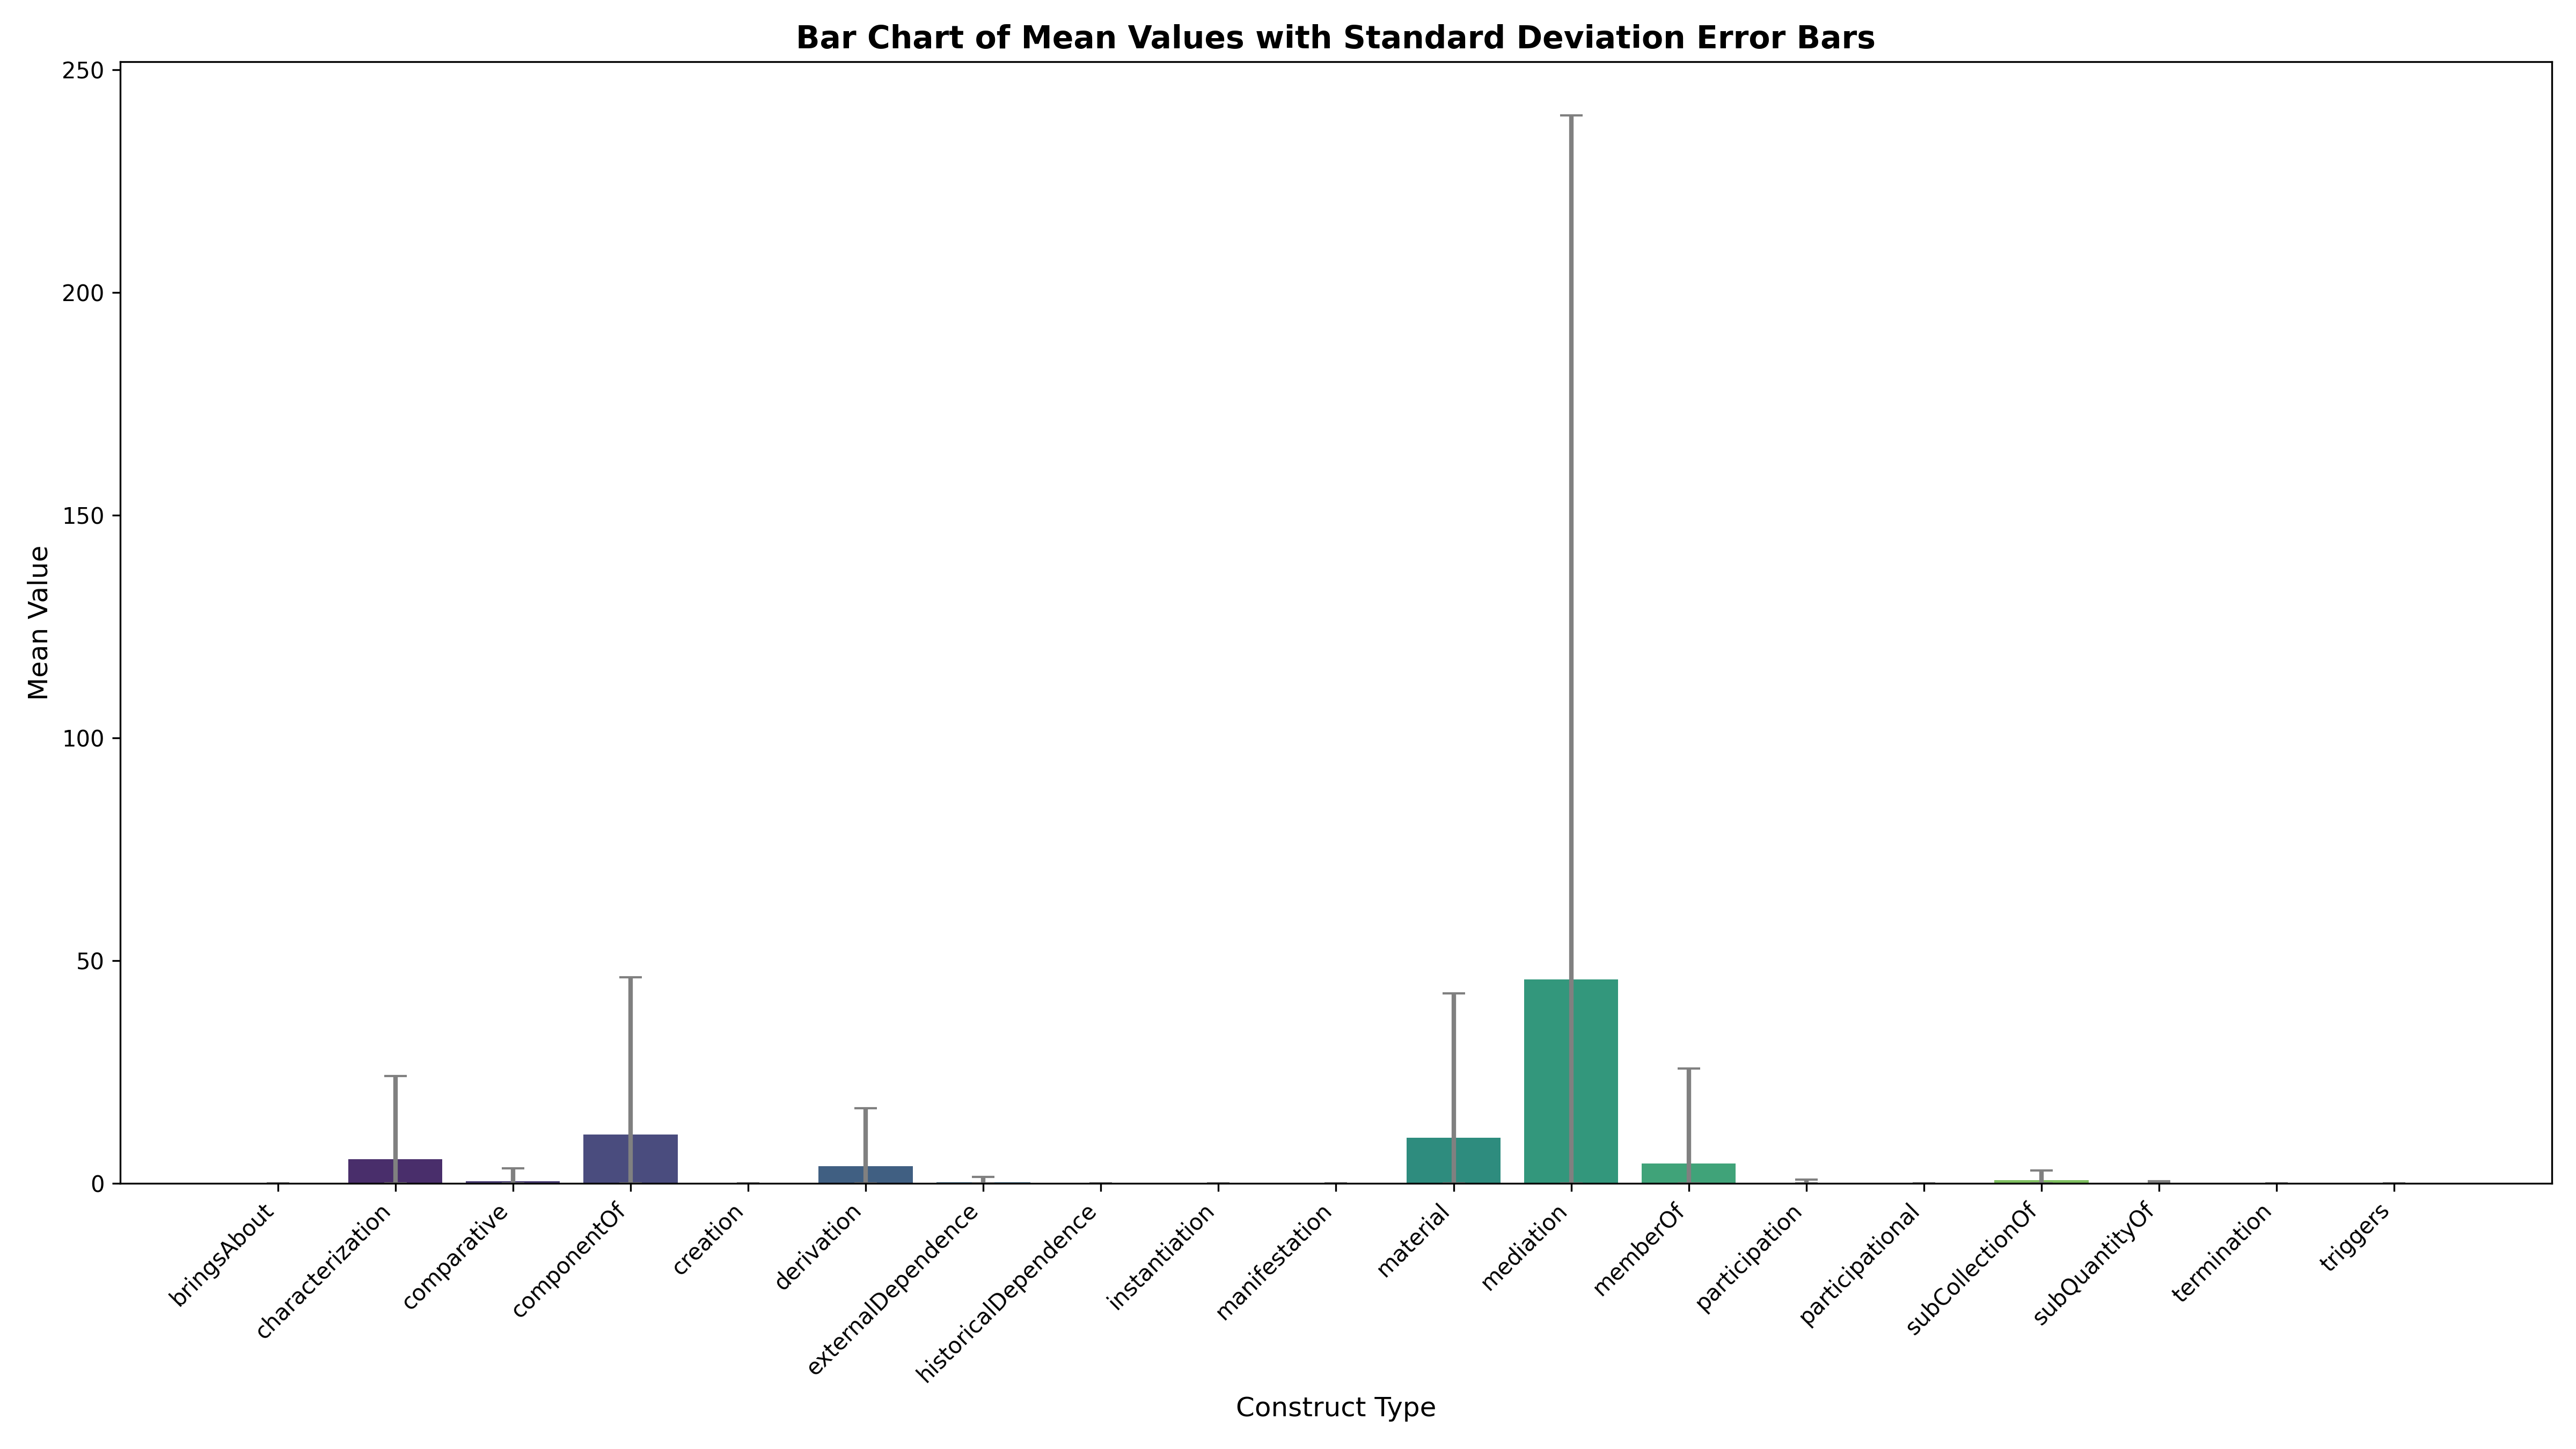 Bar Chart of Mean Values with Standard Deviation Error Bars
250
200
150
100
50
0
Mean Value
bringsAbout
characterization
comparative
componentOf
creation
derivation
externalDependence
historicalDependence
instantiation
manifestation
material
mediation
memberOf
participation
participational
subCollectionOf
subQuantityOf
termination
triggers
Construct Type